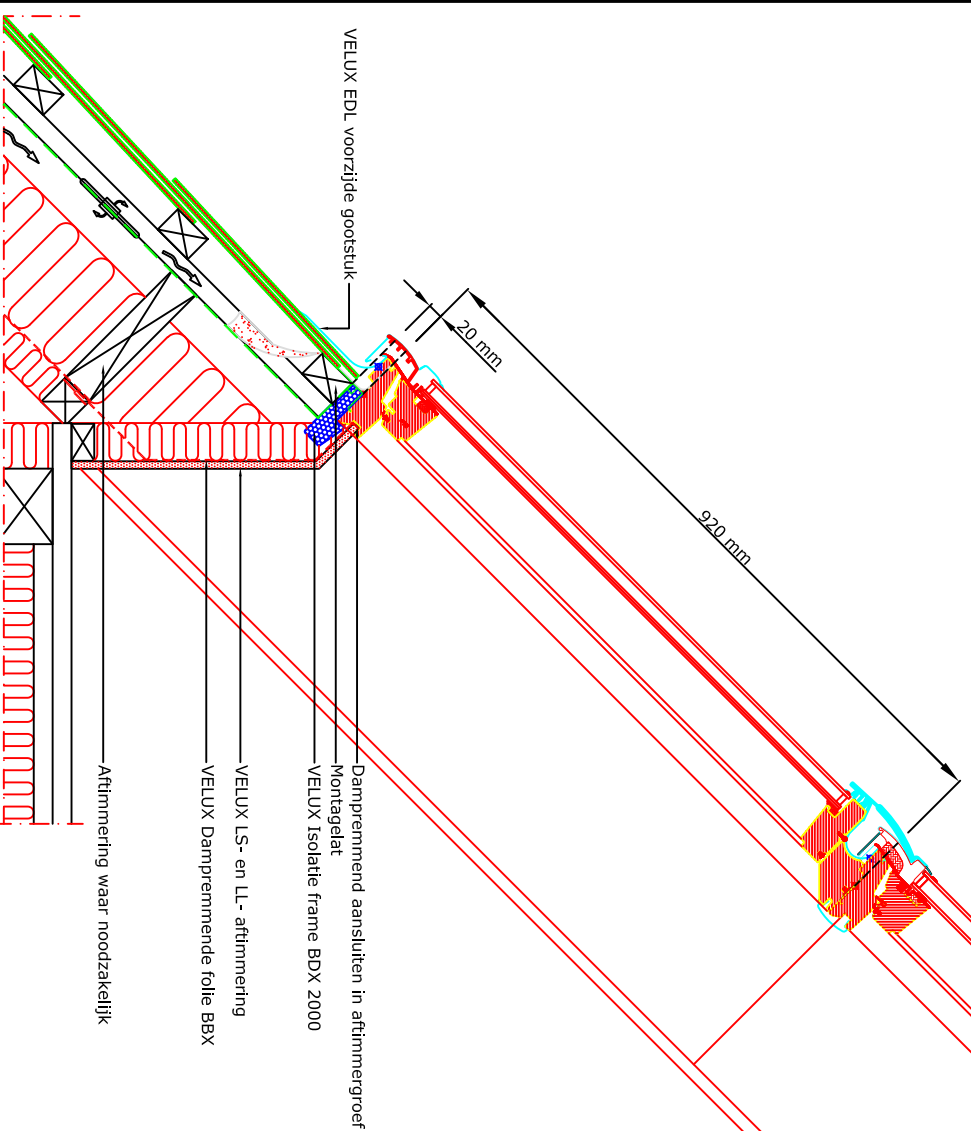 VELUX EDL voorzijde gootstuk
20 mm
920 mm
Dampremmend aansluiten in aftimmergroef
Montagelat
VELUX Isolatie frame BDX 2000
VELUX LS- en LL- aftimmering
VELUX Dampremmende folie BBX
Aftimmering waar noodzakelijk